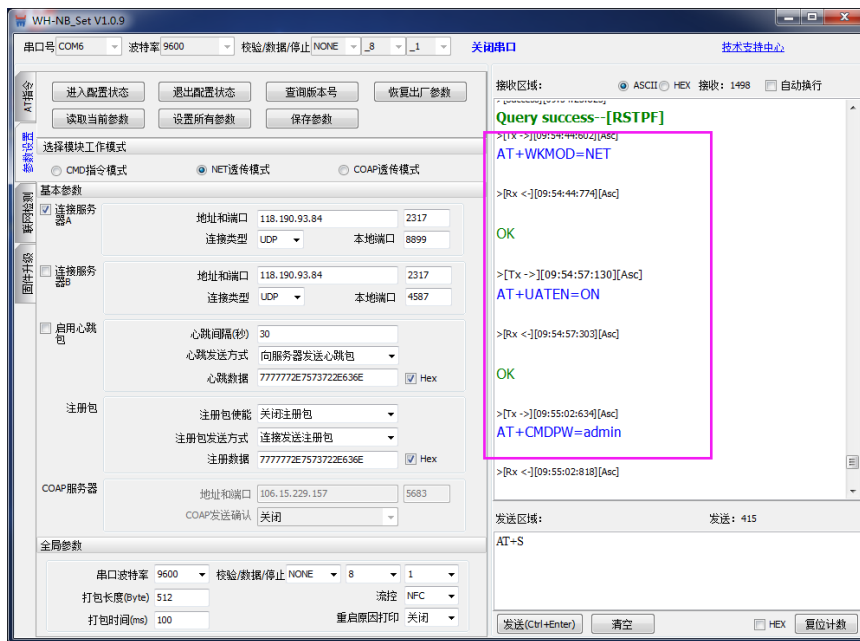 WH-NB_Set V1.0.9
串口号 COM6 波特率 9600 校验/数据/停止 NONE _8 _1 关闭串口 技术支持中心
AT指令
参数设置
联网检测
固件升级
进入配置状态 退出配置状态 查询版本号 恢复出厂参数
读取当前参数 设置所有参数 保存参数
选择模块工作模式
CMD指令模式 NET透传模式 COAP透传模式
基本参数
连接服务器A
地址和端口 118.190.93.84 2317
连接类型 UDP 本地端口 8899
连接服务器B
地址和端口 118.190.93.84 2317
连接类型 UDP 本地端口 4587
启用心跳包
心跳间隔(秒) 30
心跳发送方式 向服务器发送心跳包
心跳数据 7777772E7573722E636E Hex
注册包
注册包使能 关闭注册包
注册包发送方式 连接发送注册包
注册数据 7777772E7573722E636E Hex
COAP服务器
地址和端口 106.15.229.157 5683
COAP发送确认 关闭
全局参数
串口波特率 9600 校验/数据/停止 NONE 8 1
打包长度(Byte) 512 流控 NFC
打包时间(ms) 100 重启原因打印 关闭
接收区域: ASCII HEX 接收: 1498 自动换行
Query success--[RSTPF]
>[Tx ->][09:54:44:602][Asc]
AT+WKMOD=NET
>[Rx <-][09:54:44:774][Asc]
OK
>[Tx ->][09:54:57:130][Asc]
AT+UATEN=ON
>[Rx <-][09:54:57:303][Asc]
OK
>[Tx ->][09:55:02:634][Asc]
AT+CMDPW=admin
>[Rx <-][09:55:02:818][Asc]
发送区域: 发送: 415
AT+S
发送(Ctrl+Enter) 清空 HEX 复位计数